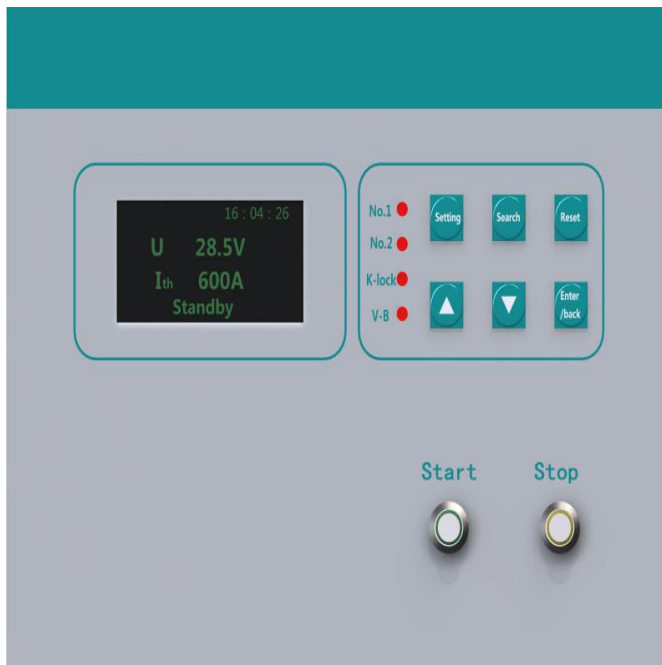 16 : 04 : 26
U 28.5V
Ith 600A
Standby
No.1
No.2
K-lock
V-B
Setting
Search
Reset
Enter
/back
Start
Stop